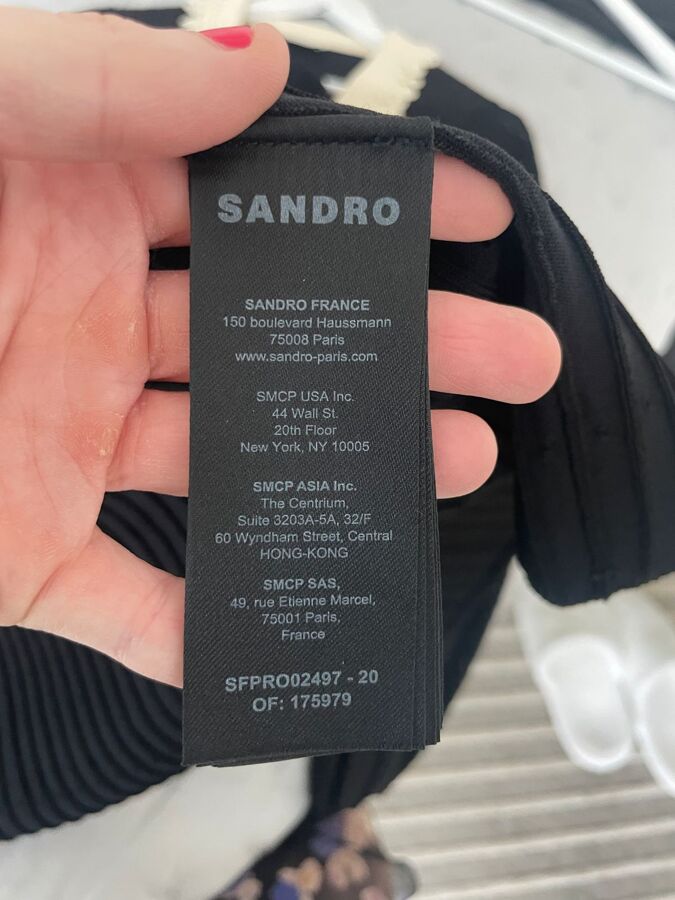 SANDRO
SANDRO FRANCE
150 boulevard Haussmann
75008 Paris
www.sandro-paris.com
SMCP USA Inc.
44 Wall St.
20th Floor
New York, NY 10005
SMCP ASIA Inc.
The Centrium,
Suite 3203A-5A, 32/F
60 Wyndham Street, Central
HONG-KONG
SMCP SAS,
49, rue Etienne Marcel,
75001 Paris,
France
SFPRO02497 - 20
OF: 175979